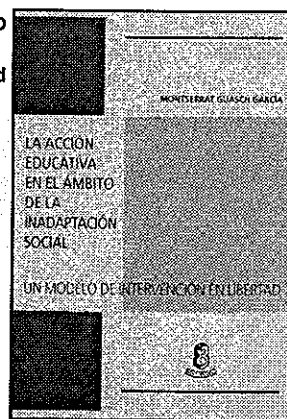 o
d
MONTSERRAT GUASCH GARCÍA
LA ACCIÓN
EDUCATIVA
EN EL ÁMBITO
DE LA
INADAPTACIÓN
SOCIAL
UN MODELO DE INTERVENCIÓN EN LIBERTAD